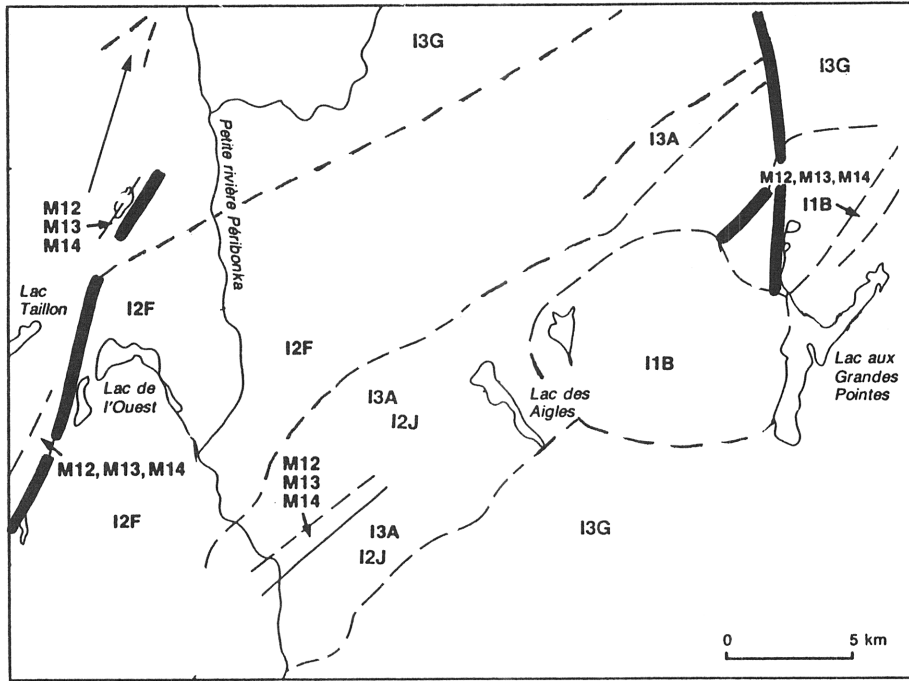 I3G
I3G
Petite rivière Péribonka
I3A
M12, M13, M14
I1B
M12
M13
M14
Lac
Taillon
I2F
I2F
I1B
Lac aux
Grandes
Pointes
Lac de
l'Ouest
I3A
I2J
Lac des
Aigles
M12, M13, M14
M12
M13
M14
I2F
I3A
I2J
I3G
0 5 km